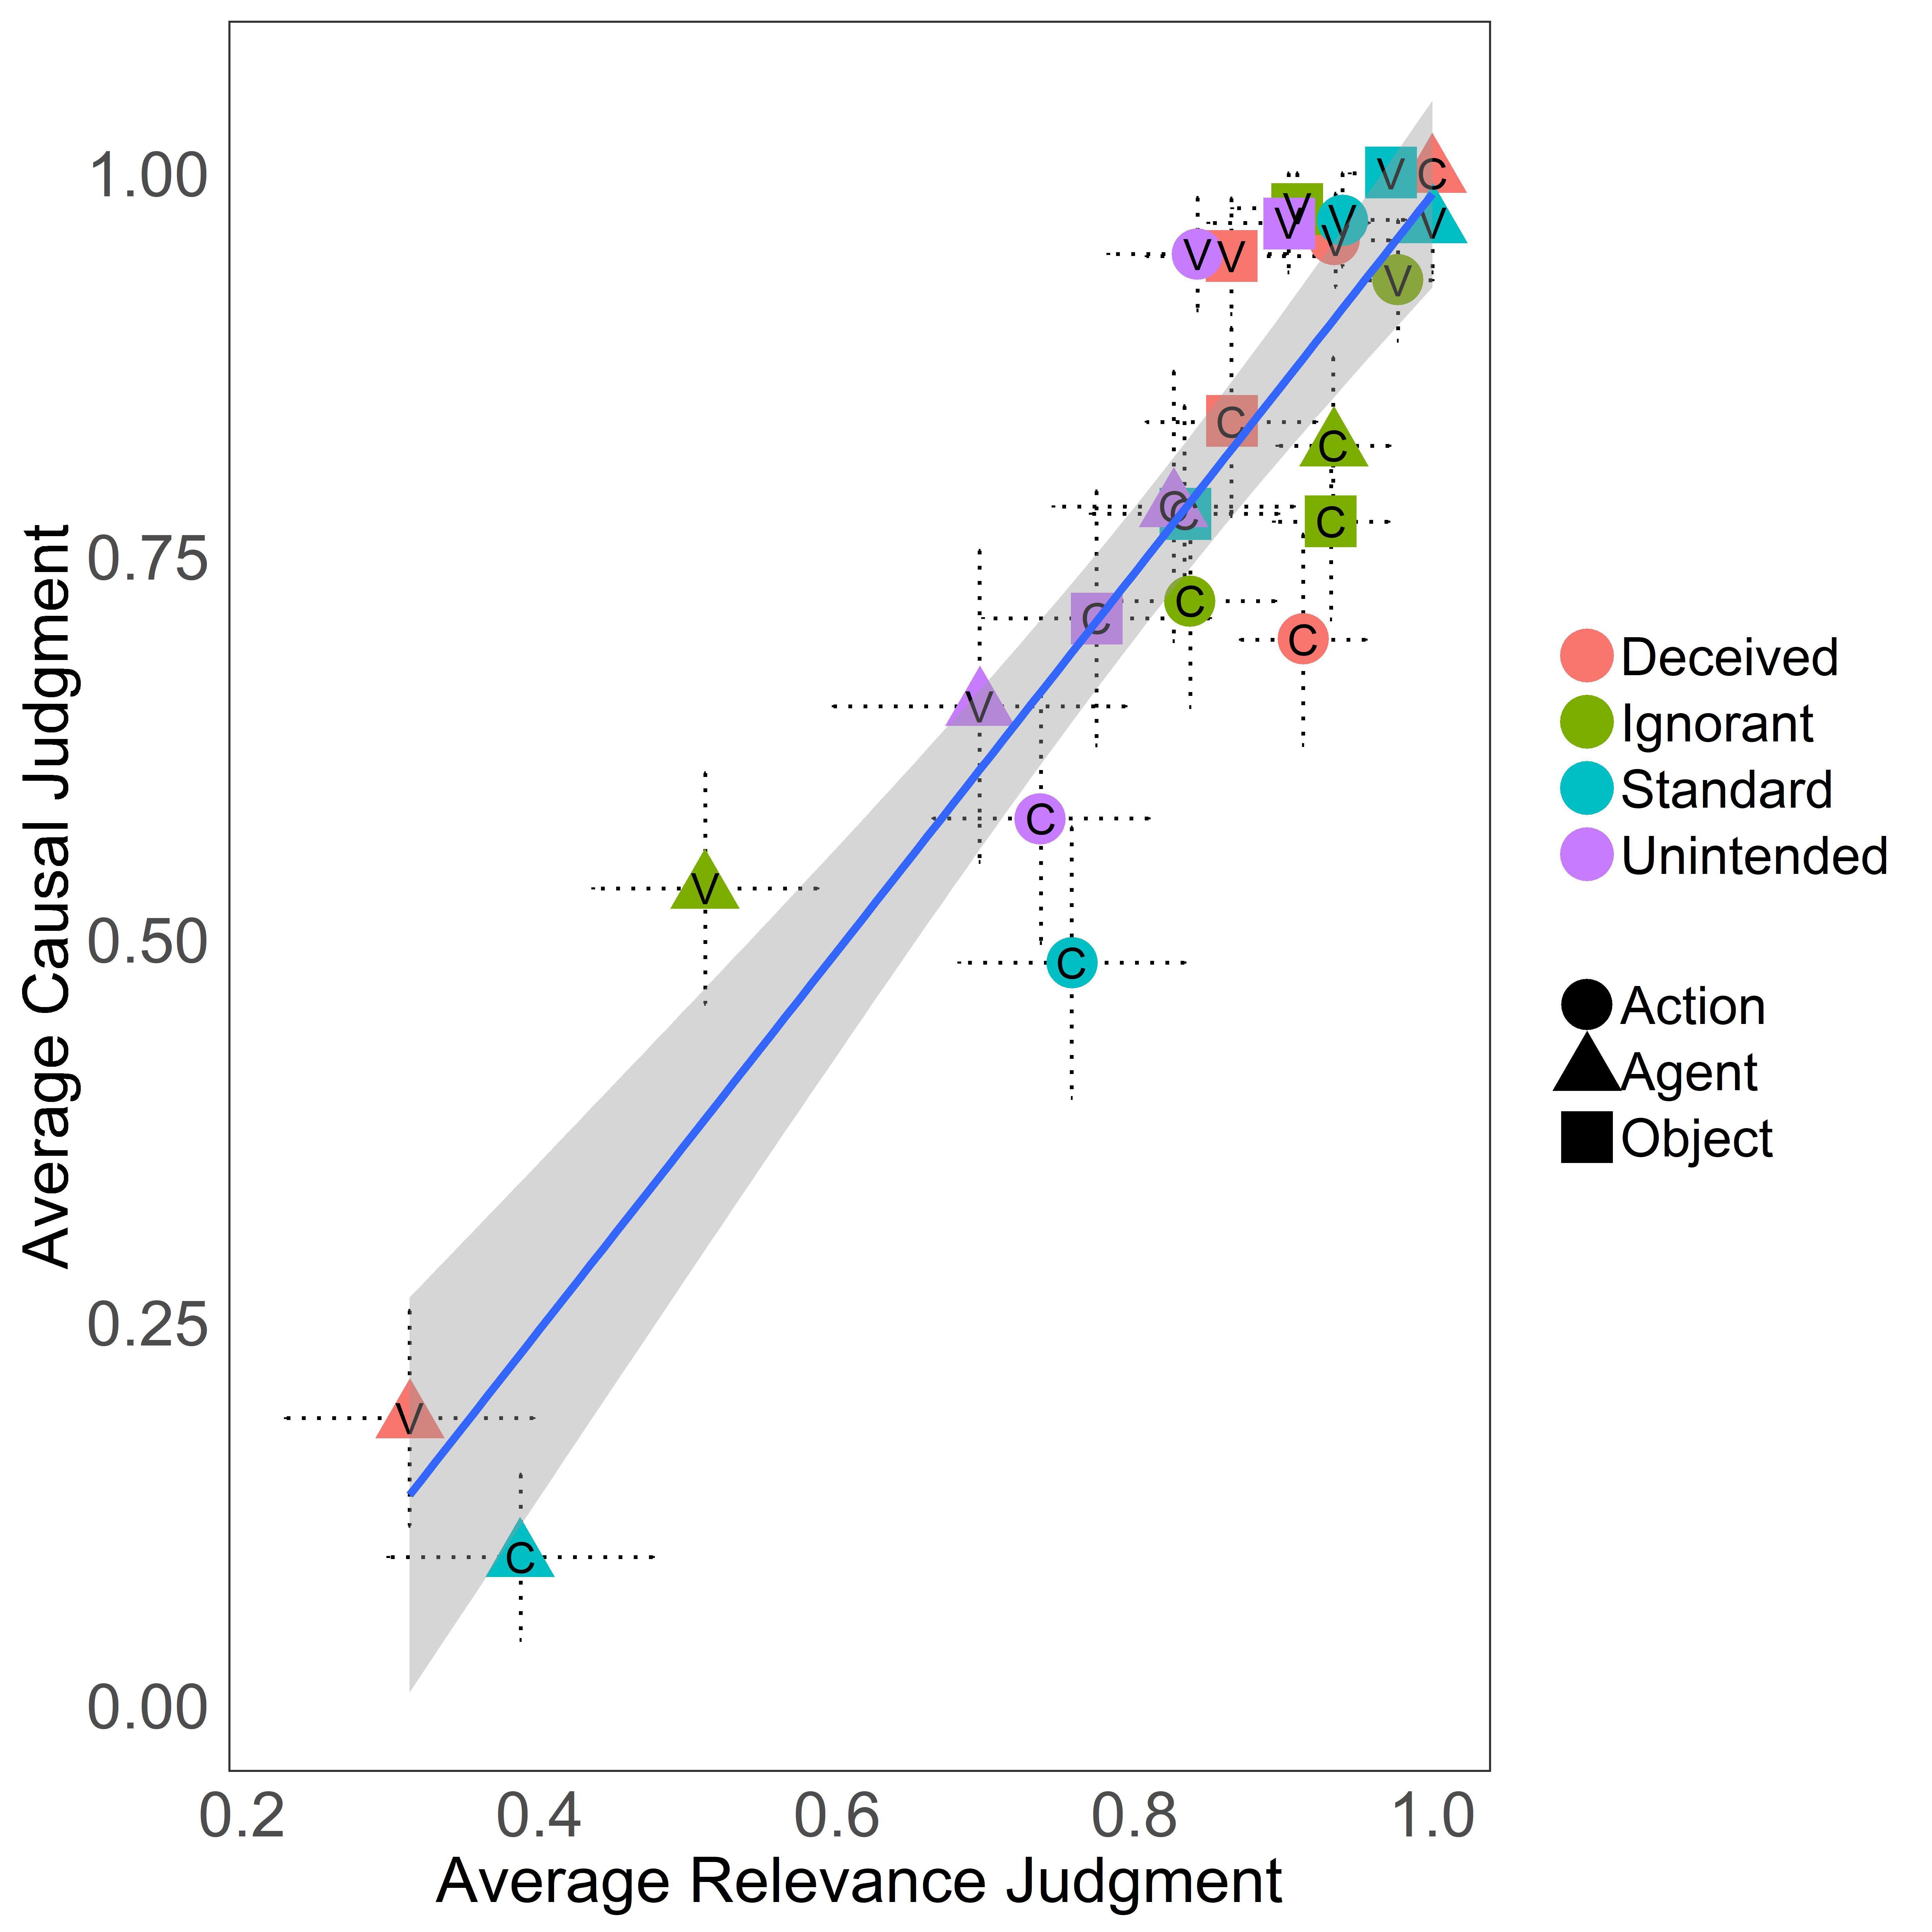 Average Causal Judgment
1.00
0.75
0.50
0.25
0.00
V C
V
V V
V V
V V
V
C
C
C C
C
C
C
C
V
C
V
C
V
C
0.2 0.4 0.6 0.8 1.0
Average Relevance Judgment
Deceived
Ignorant
Standard
Unintended
Action
Agent
Object